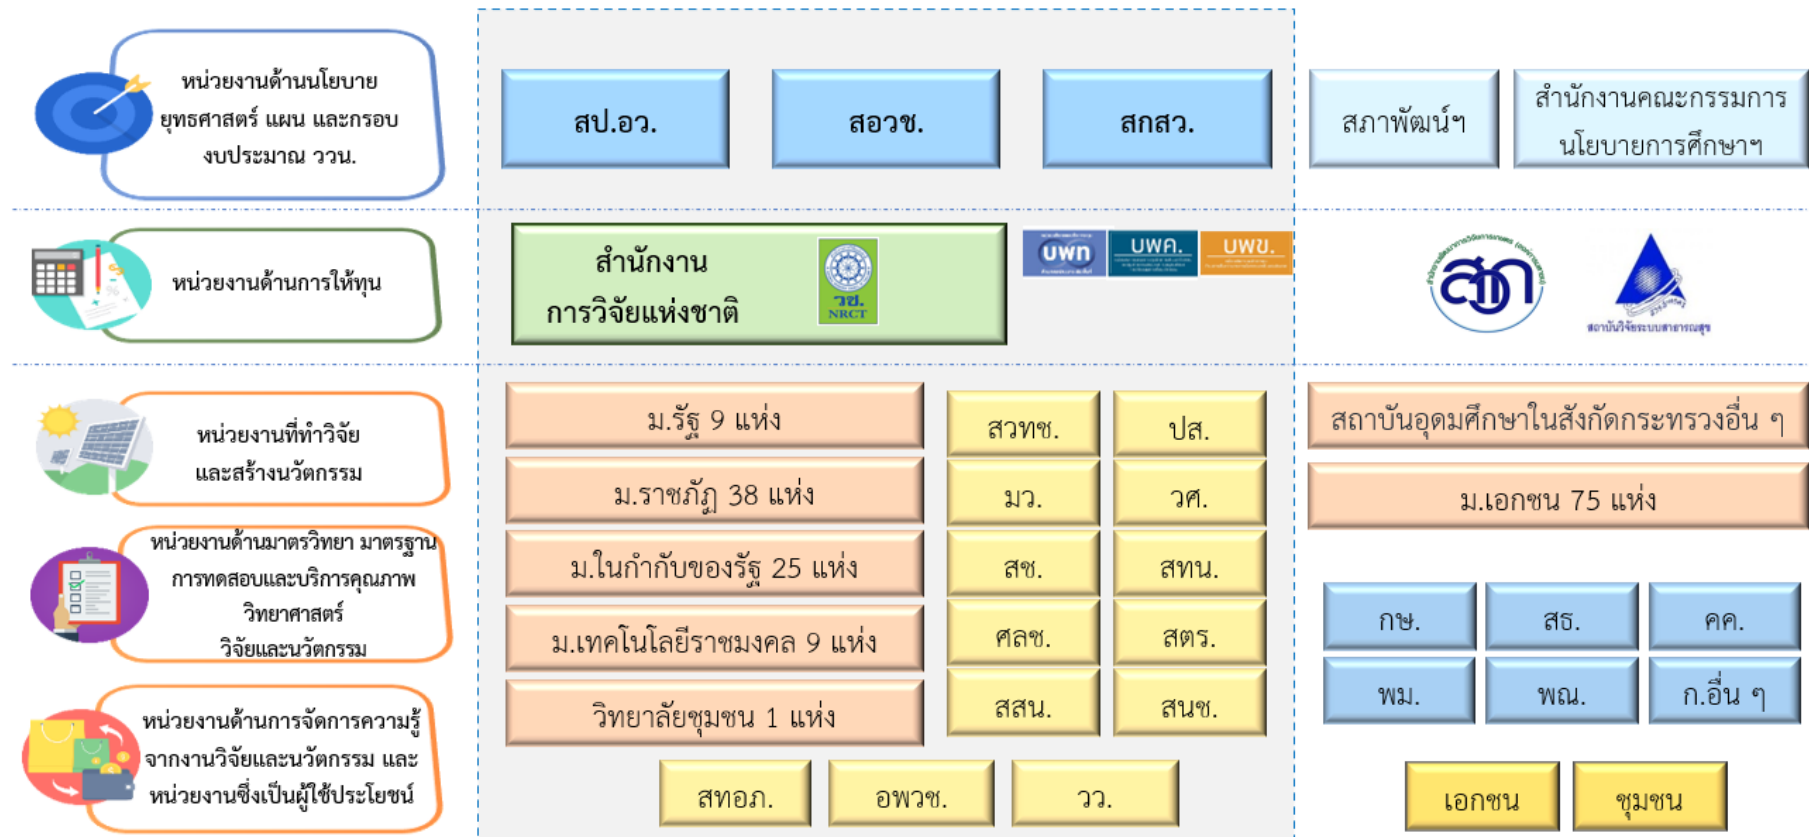 หน่วยงานด้านนโยบาย
ยุทธศาสตร์ แผน และกรอบ
งบประมาณ ววน.
สป.อว.
สอวช.
สกสว.
สภาพัฒน์ฯ
สำนักงานคณะกรรมการ
นโยบายการศึกษาฯ
หน่วยงานด้านการให้ทุน
สำนักงาน
การวิจัยแห่งชาติ
วช.
NRCT
บพท
บพค.
บพข.
สวก
สถาบันวิจัยระบบสาธารณสุข
หน่วยงานที่ทำวิจัย
และสร้างนวัตกรรม
หน่วยงานด้านมาตรวิทยา มาตรฐาน
การทดสอบและบริการคุณภาพ
วิทยาศาสตร์
วิจัยและนวัตกรรม
หน่วยงานด้านการจัดการความรู้
จากงานวิจัยและนวัตกรรม และ
หน่วยงานซึ่งเป็นผู้ใช้ประโยชน์
ม.รัฐ 9 แห่ง
ม.ราชภัฏ 38 แห่ง
ม.ในกำกับของรัฐ 25 แห่ง
ม.เทคโนโลยีราชมงคล 9 แห่ง
วิทยาลัยชุมชน 1 แห่ง
สวทช.
ปส.
มว.
วศ.
สซ.
สทน.
ศลช.
สดร.
สสน.
สนช.
สทอภ.
อพวช.
วว.
สถาบันอุดมศึกษาในสังกัดกระทรวงอื่น ๆ
ม.เอกชน 75 แห่ง
กษ.
สธ.
คค.
พม.
พณ.
ก.อื่น ๆ
เอกชน
ชุมชน